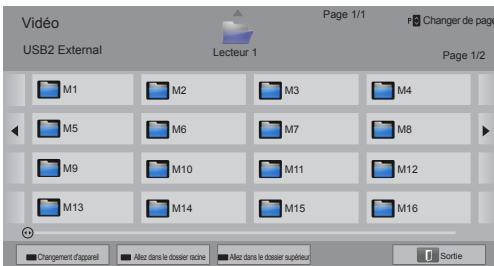 Vidéo
Page 1/1
P Changer de page
USB2 External
Lecteur 1
Page 1/2
M1 M2 M3 M4
M5 M6 M7 M8
M9 M10 M11 M12
M13 M14 M15 M16
Changement d'appareil
Allez dans le dossier racine
Allez dans le dossier supérieur
Sortie